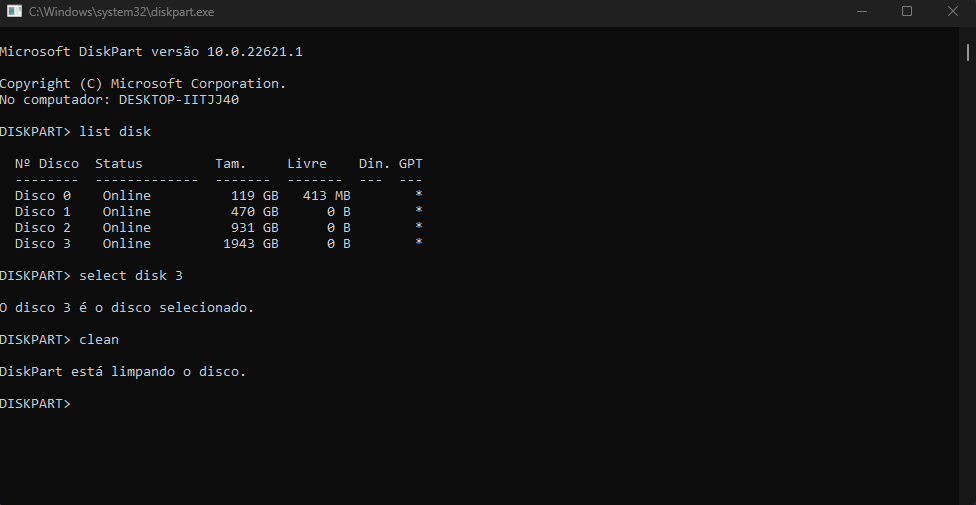 C:\Windows\system32\diskpart.exe
Microsoft DiskPart versão 10.0.22621.1
Copyright (C) Microsoft Corporation.
No computador: DESKTOP-IITJJ40
DISKPART> list disk
Nº Disco  Status         Tam.     Livre    Din. GPT
--------  -------------  -------  -------  ---  ---
Disco 0    Online          119 GB   413 MB        *
Disco 1    Online          470 GB      0 B        *
Disco 2    Online          931 GB      0 B        *
Disco 3    Online         1943 GB      0 B        *
DISKPART> select disk 3
O disco 3 é o disco selecionado.
DISKPART> clean
DiskPart está limpando o disco.
DISKPART>